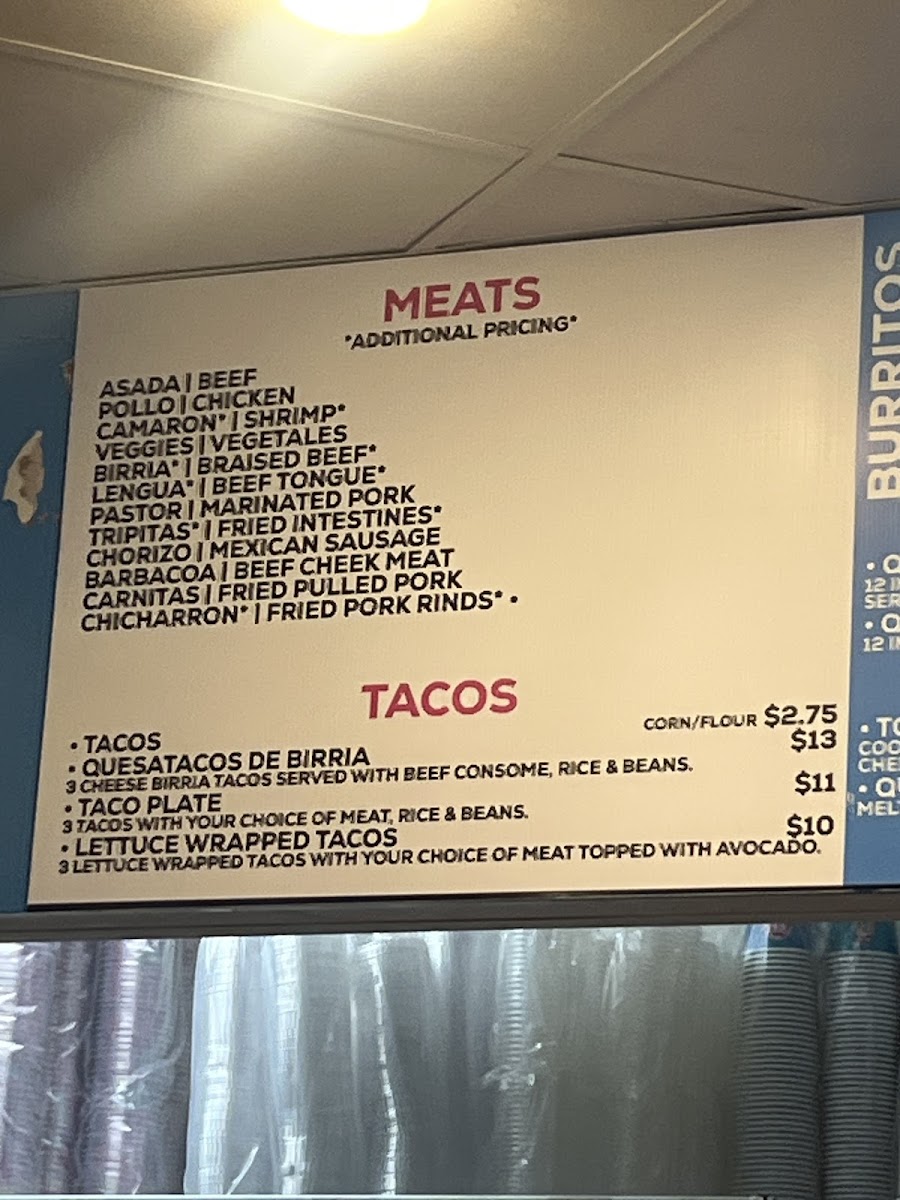 MEATS
*ADDITIONAL PRICING*
ASADA | BEEF
POLLO | CHICKEN
CAMARON* | SHRIMP*
VEGGIES | VEGETALES
BIRRIA* | BRAISED BEEF*
LENGUA* | BEEF TONGUE*
PASTOR | MARINATED PORK
TRIPITAS* | FRIED INTESTINES*
CHORIZO | MEXICAN SAUSAGE
BARBACOA | BEEF CHEEK MEAT
CARNITAS | FRIED PULLED PORK
CHICHARRON* | FRIED PORK RINDS* •
TACOS
• TACOS CORN/FLOUR $2.75
• QUESATACOS DE BIRRIA $13
3 CHEESE BIRRIA TACOS SERVED WITH BEEF CONSOME, RICE & BEANS.
• TACO PLATE $11
3 TACOS WITH YOUR CHOICE OF MEAT, RICE & BEANS.
• LETTUCE WRAPPED TACOS $10
3 LETTUCE WRAPPED TACOS WITH YOUR CHOICE OF MEAT TOPPED WITH AVOCADO.
BURRITOS
12
12